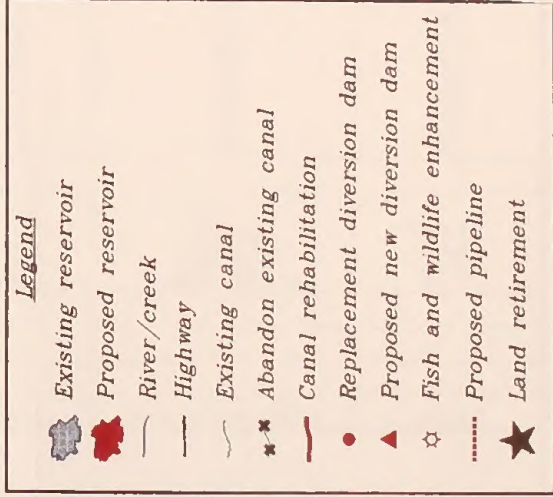 Legend
Existing reservoir
Proposed reservoir
River/creek
Highway
Existing canal
Abandon existing canal
Canal rehabilitation
Replacement diversion dam
Proposed new diversion dam
Fish and wildlife enhancement
Proposed pipeline
Land retirement